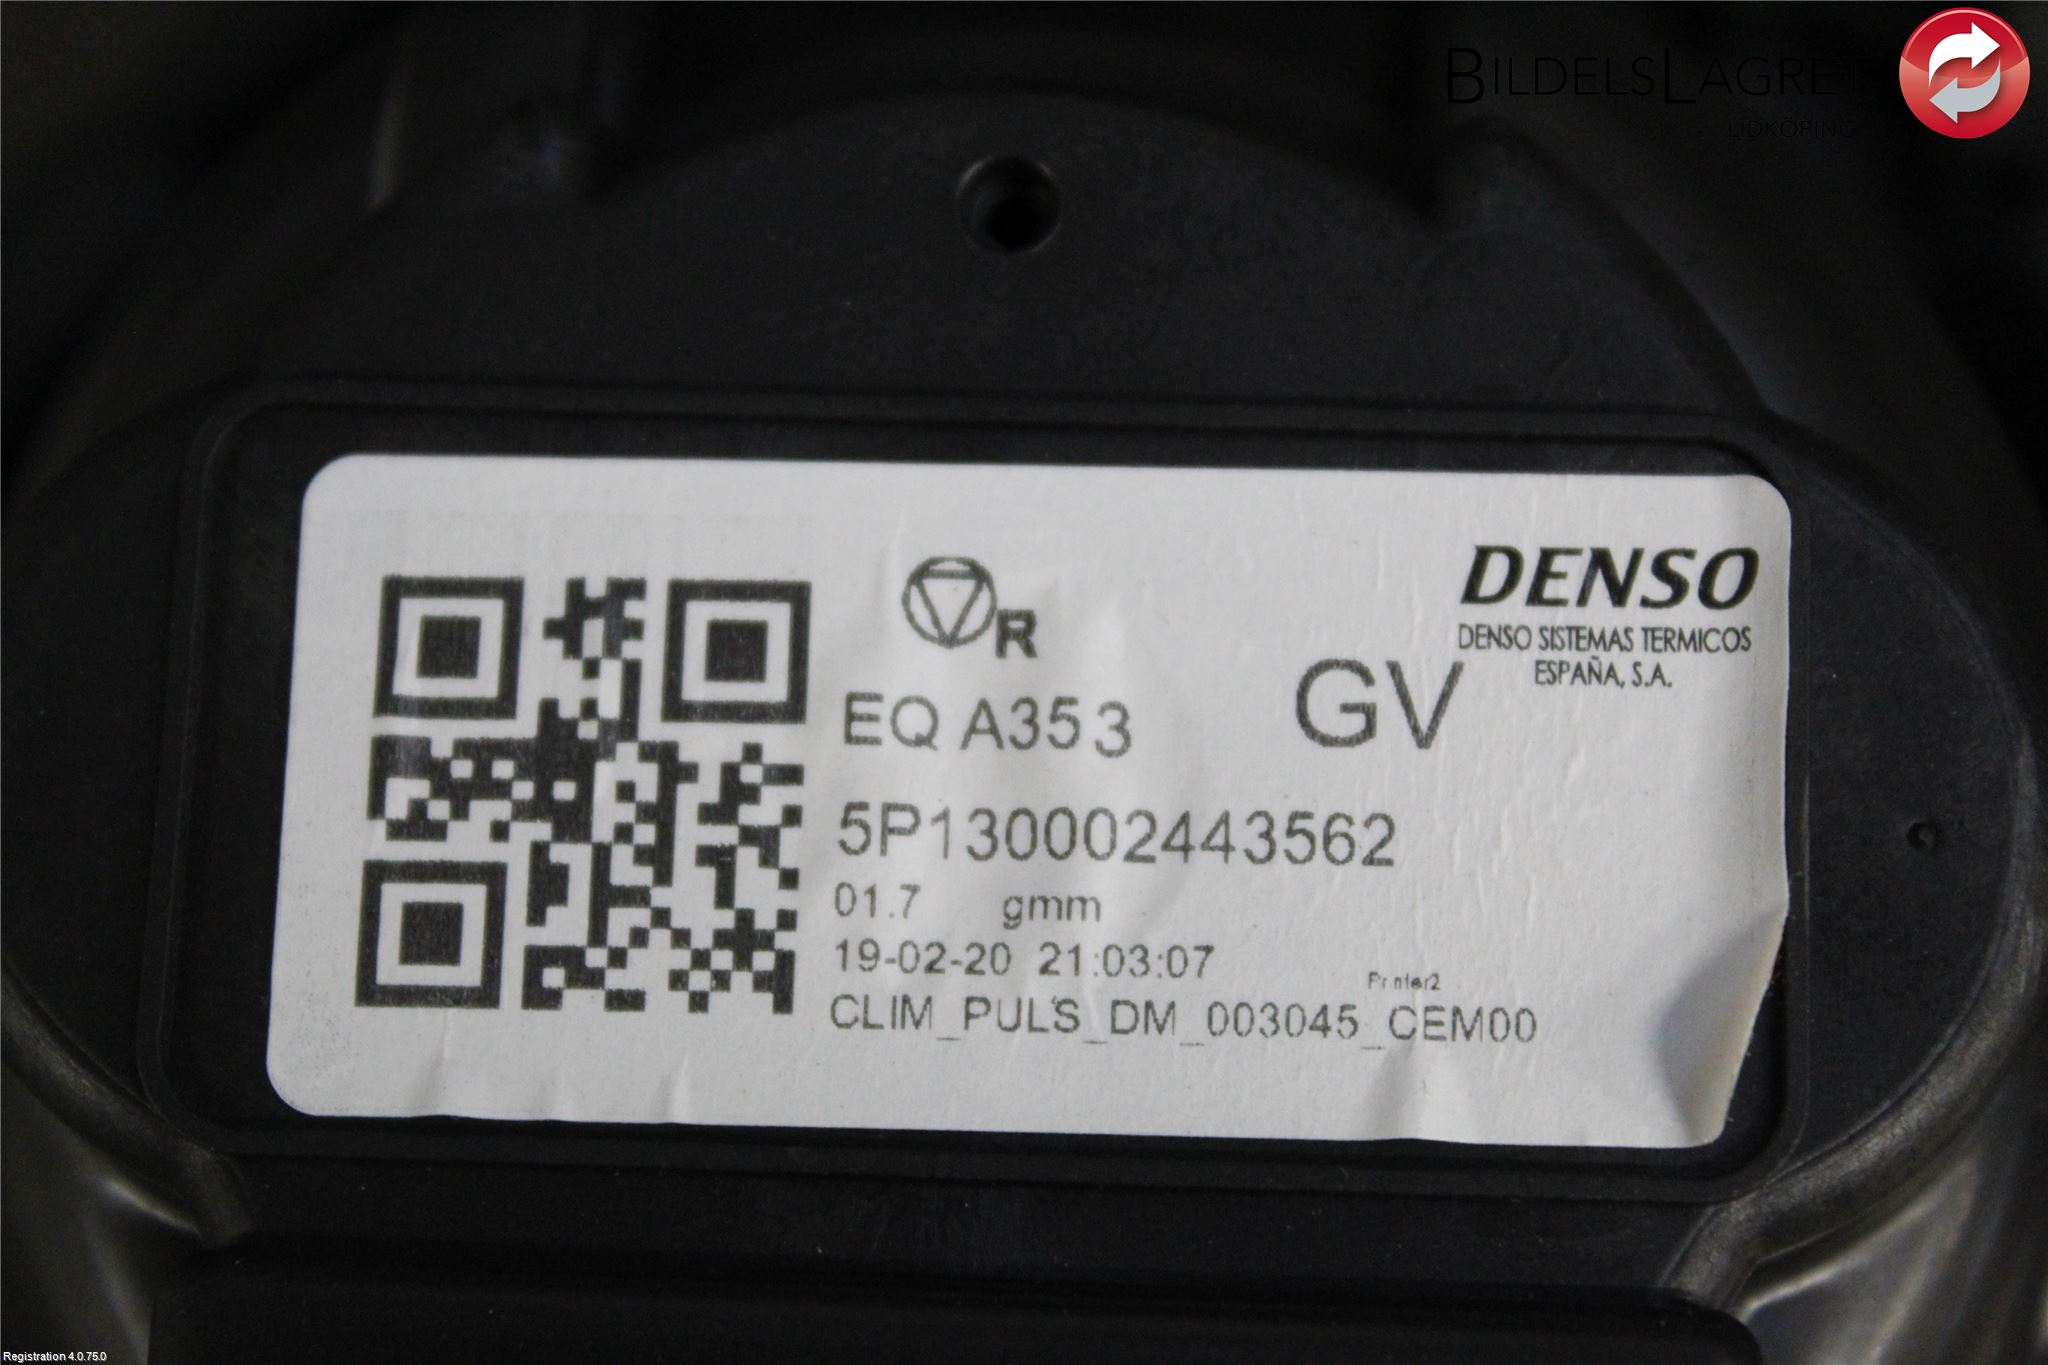 BILDELSLAGRET
LIDKÖPING
DENSO
DENSO SISTEMAS TERMICOS
ESPAÑA, S.A.
R
EQ A353
GV
5P130002443562
01.7 gmm
19-02-20 21:03:07
Printer2
CLIM_PULS_DM_003045_CEM00
Registration 4.0.75.0